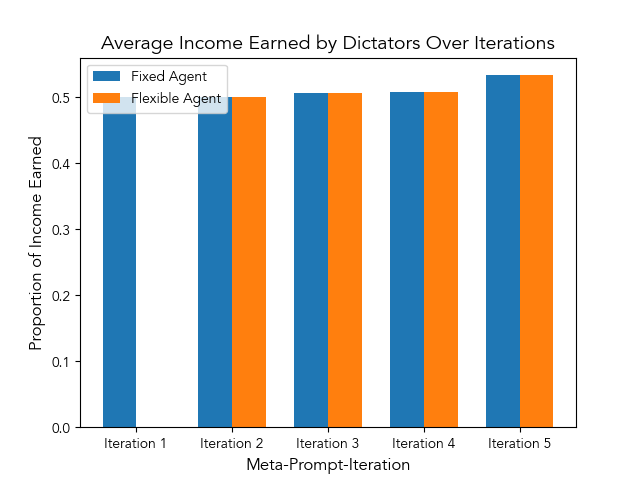 Average Income Earned by Dictators Over Iterations
Fixed Agent
Flexible Agent
0.5
0.4
0.3
0.2
0.1
0.0
Proportion of Income Earned
Iteration 1
Iteration 2
Iteration 3
Iteration 4
Iteration 5
Meta-Prompt-Iteration